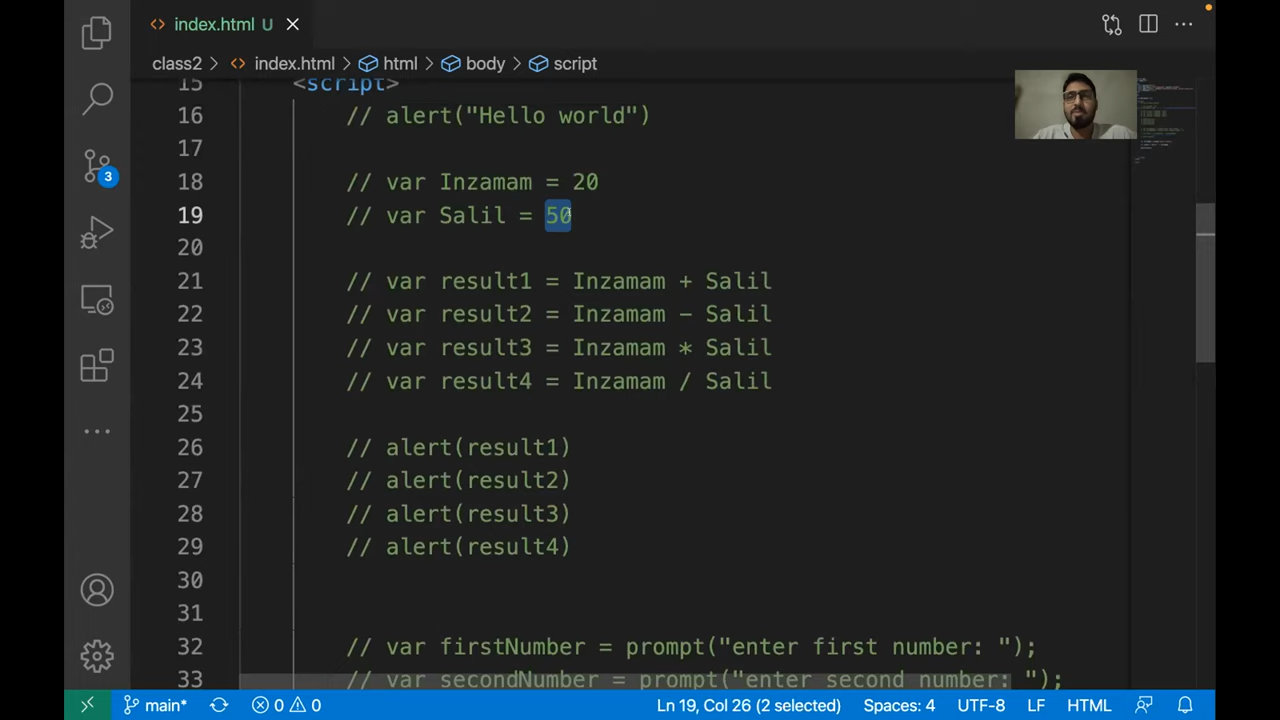 index.html U
class2 > index.html > html > body > script
15 <script>
16 // alert("Hello world")
17
18 // var Inzamam = 20
19 // var Salil = 50
20
21 // var result1 = Inzamam + Salil
22 // var result2 = Inzamam - Salil
23 // var result3 = Inzamam * Salil
24 // var result4 = Inzamam / Salil
25
26 // alert(result1)
27 // alert(result2)
28 // alert(result3)
29 // alert(result4)
30
31
32 // var firstNumber = prompt("enter first number: ");
33 // var secondNumber = prompt("enter second number: ");
3
main* 0 0 Ln 19, Col 26 (2 selected) Spaces: 4 UTF-8 LF HTML